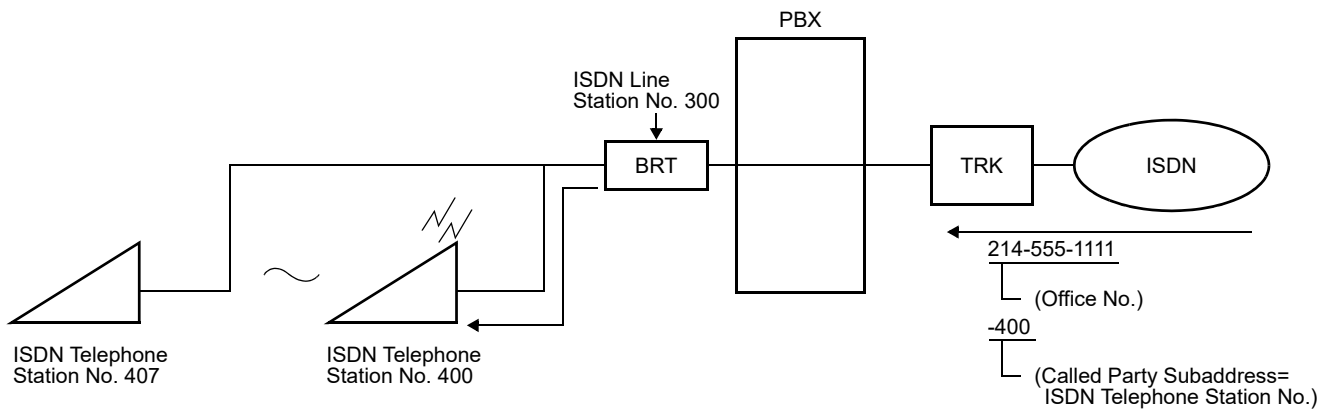 PBX
ISDN Line
Station No. 300
BRT
TRK
ISDN
214-555-1111
(Office No.)
-400
(Called Party Subaddress=
ISDN Telephone Station No.)
ISDN Telephone
Station No. 407
ISDN Telephone
Station No. 400